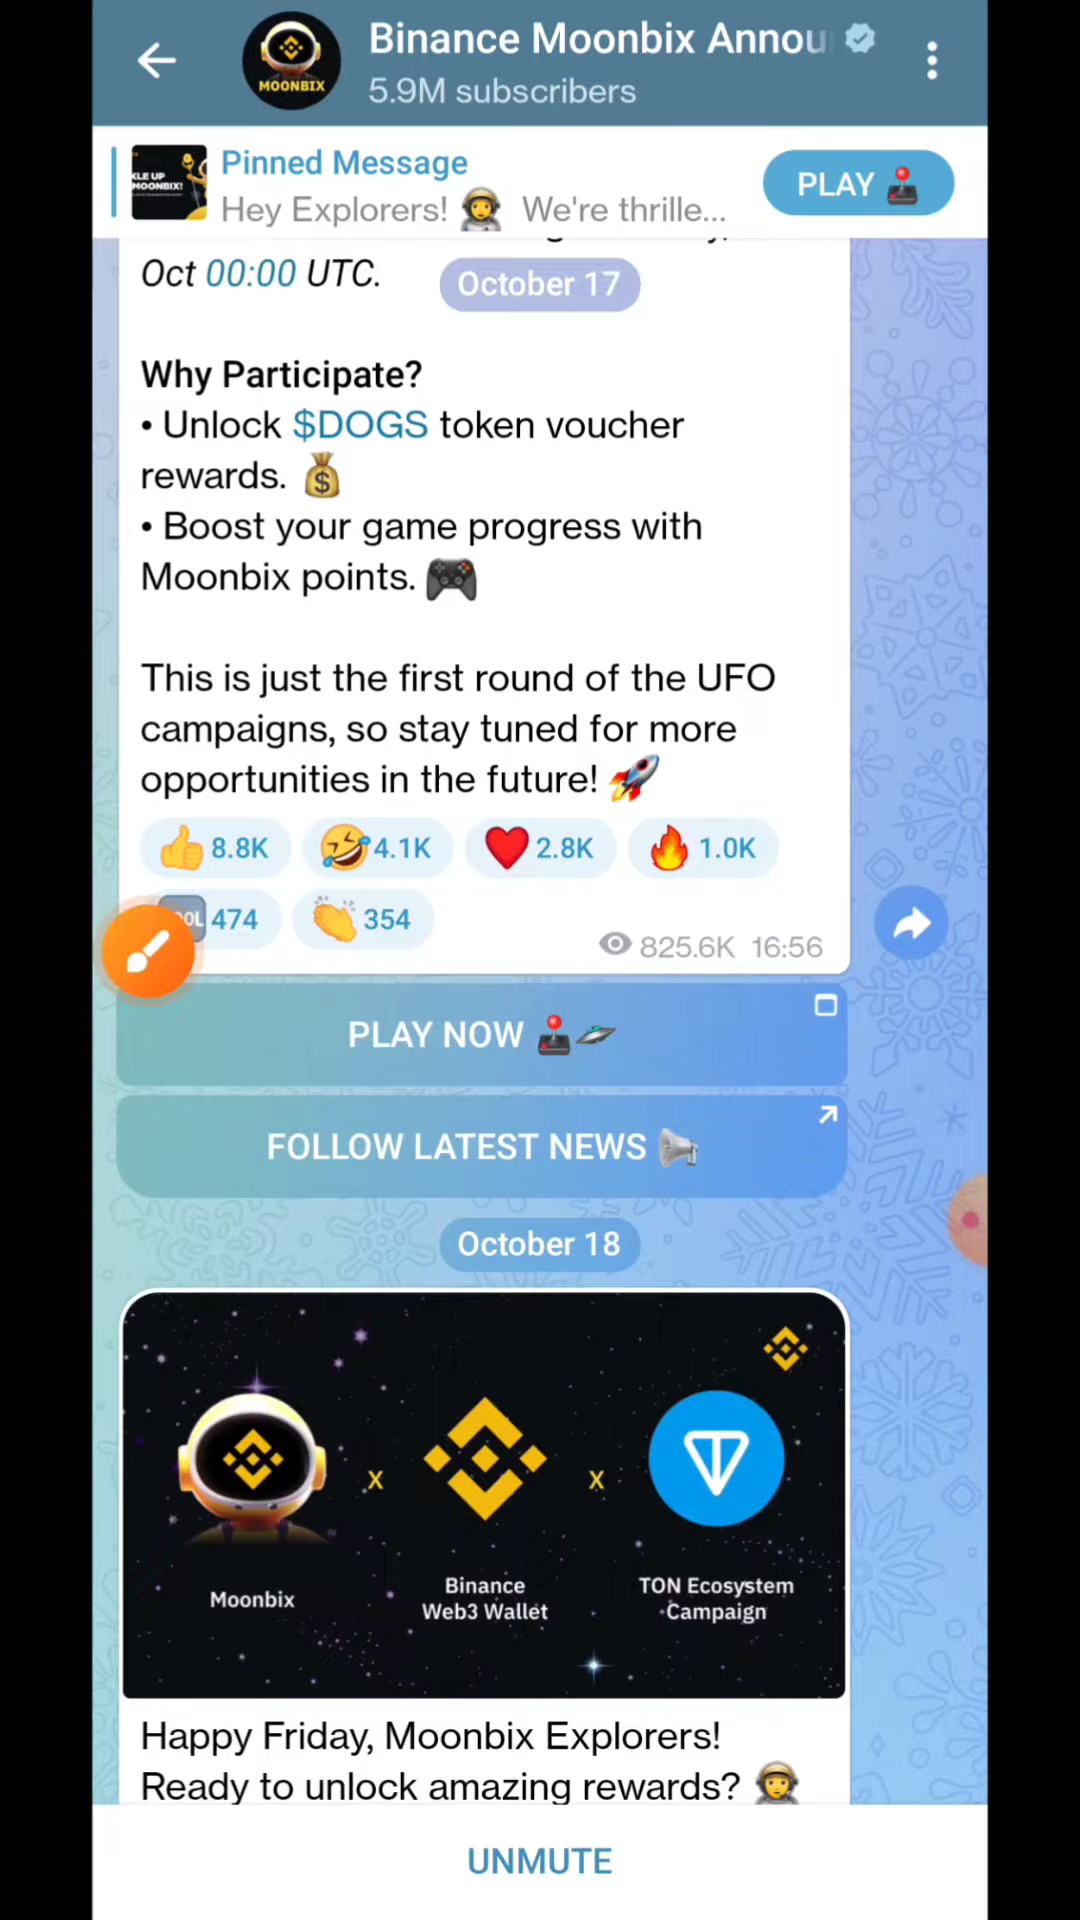 Binance Moonbix Annou
5.9M subscribers
MOONBIX
Pinned Message
Hey Explorers! 👨‍🚀 We're thrille...
PLAY 🕹️
KLE UP
MOONBIX!
Oct 00:00 UTC.
October 17
Why Participate?
• Unlock $DOGS token voucher
rewards. 💰
• Boost your game progress with
Moonbix points. 🎮
This is just the first round of the UFO
campaigns, so stay tuned for more
opportunities in the future! 🚀
👍 8.8K 🤣 4.1K ❤️ 2.8K 🔥 1.0K
474 👏 354
825.6K 16:56
PLAY NOW 🕹️🛸
FOLLOW LATEST NEWS 📢
October 18
x x
Moonbix
Binance
Web3 Wallet
TON Ecosystem
Campaign
Happy Friday, Moonbix Explorers!
Ready to unlock amazing rewards? 👨‍🚀
UNMUTE